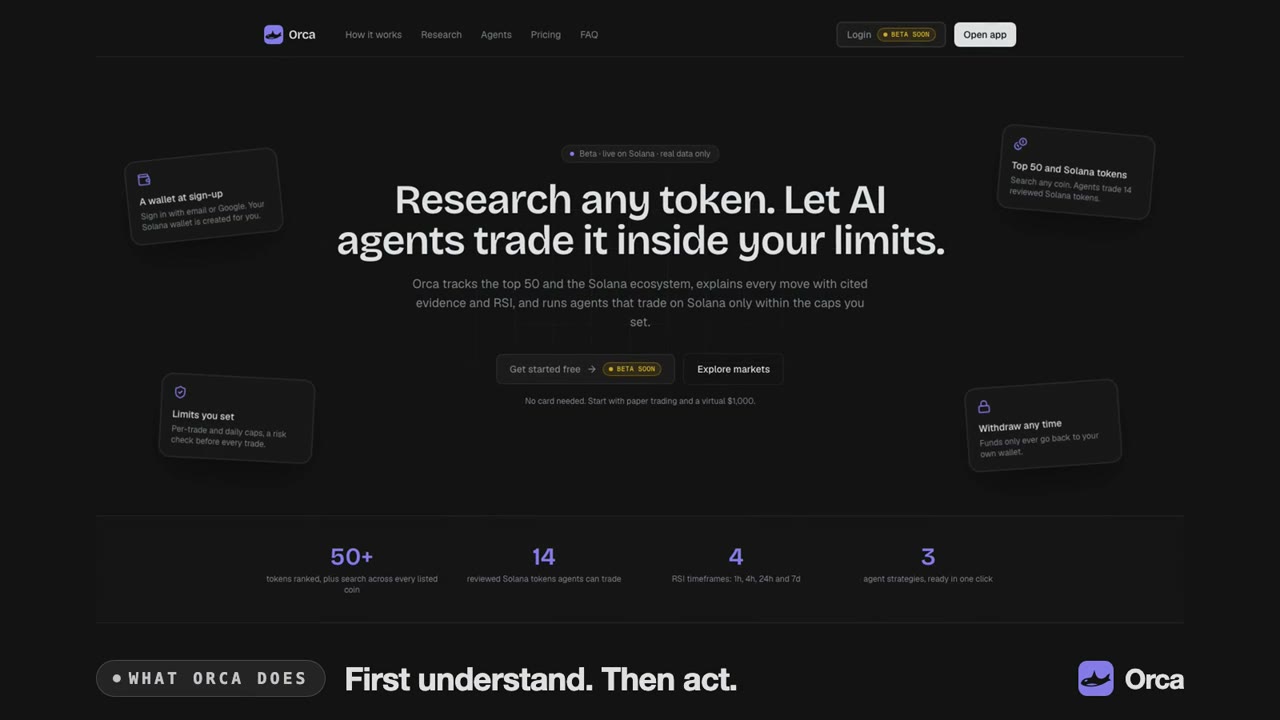 Orca
How it works
Research
Agents
Pricing
FAQ
Login
BETA SOON
Open app
Beta · live on Solana · real data only
Research any token. Let AI
agents trade it inside your limits.
Orca tracks the top 50 and the Solana ecosystem, explains every move with cited
evidence and RSI, and runs agents that trade on Solana only within the caps you
set.
Get started free →
BETA SOON
Explore markets
No card needed. Start with paper trading and a virtual $1,000.
A wallet at sign-up
Sign in with email or Google. Your
Solana wallet is created for you.
Top 50 and Solana tokens
Search any coin. Agents trade 14
reviewed Solana tokens.
Limits you set
Per-trade and daily caps, a risk
check before every trade.
Withdraw any time
Funds only ever go back to your
own wallet.
50+
tokens ranked, plus search across every listed
coin
14
reviewed Solana tokens agents can trade
4
RSI timeframes: 1h, 4h, 24h and 7d
3
agent strategies, ready in one click
WHAT ORCA DOES
First understand. Then act.
Orca